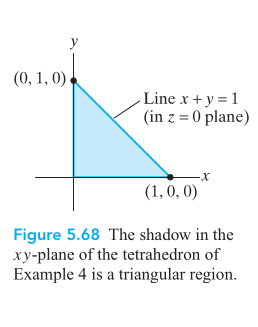 y
(0, 1, 0)
Line x + y = 1
(in z = 0 plane)
x
(1, 0, 0)
Figure 5.68 The shadow in the
xy-plane of the tetrahedron of
Example 4 is a triangular region.